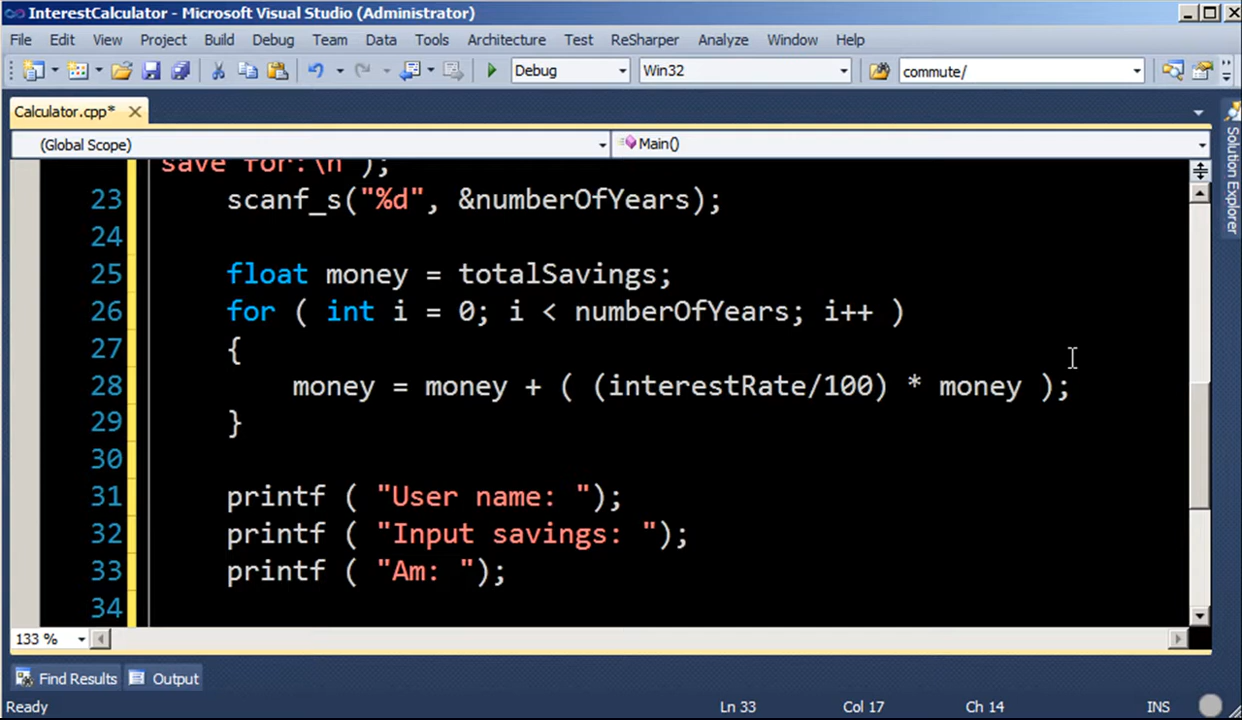 InterestCalculator - Microsoft Visual Studio (Administrator)
File Edit View Project Build Debug Team Data Tools Architecture Test ReSharper Analyze Window Help
Debug Win32 commute/
Calculator.cpp*
(Global Scope) Main()
Solution Explorer
save for:\n");
23 scanf_s("%d", &numberOfYears);
24
25 float money = totalSavings;
26 for ( int i = 0; i < numberOfYears; i++ )
27 {
28 money = money + ( (interestRate/100) * money );
29 }
30
31 printf ( "User name: ");
32 printf ( "Input savings: ");
33 printf ( "Am: ");
34
133 %
Find Results Output
Ready Ln 33 Col 17 Ch 14 INS